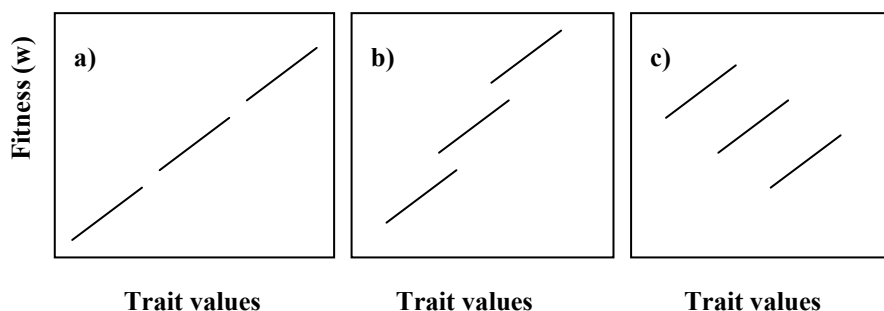 a)
b)
c)
Fitness (w)
Trait values
Trait values
Trait values